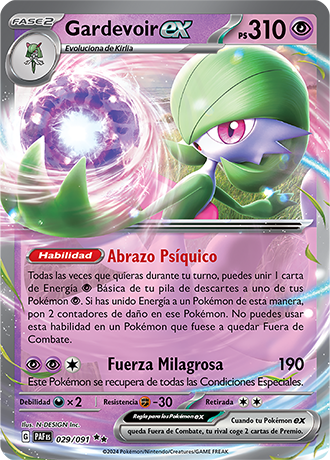 FASE 2 Gardevoir ex PS 310
Evoluciona de Kirlia
Habilidad Abrazo Psíquico
Todas las veces que quieras durante tu turno, puedes unir 1 carta
de Energía Básica de tu pila de descartes a uno de tus
Pokémon. Si has unido Energía a un Pokémon de esta manera,
pon 2 contadores de daño en ese Pokémon. No puedes usar
esta habilidad en un Pokémon que fuese a quedar Fuera de
Combate.
Fuerza Milagrosa 190
Este Pokémon se recupera de todas las Condiciones Especiales.
Debilidad ×2 Resistencia -30 Retirada
Ilus. N-DESIGN Inc.
Regla para los Pokémon ex
Cuando tu Pokémon ex
queda Fuera de Combate, tu rival coge 2 cartas de Premio.
G PAF ES 029/091
©2024 Pokémon/Nintendo/Creatures/GAME FREAK